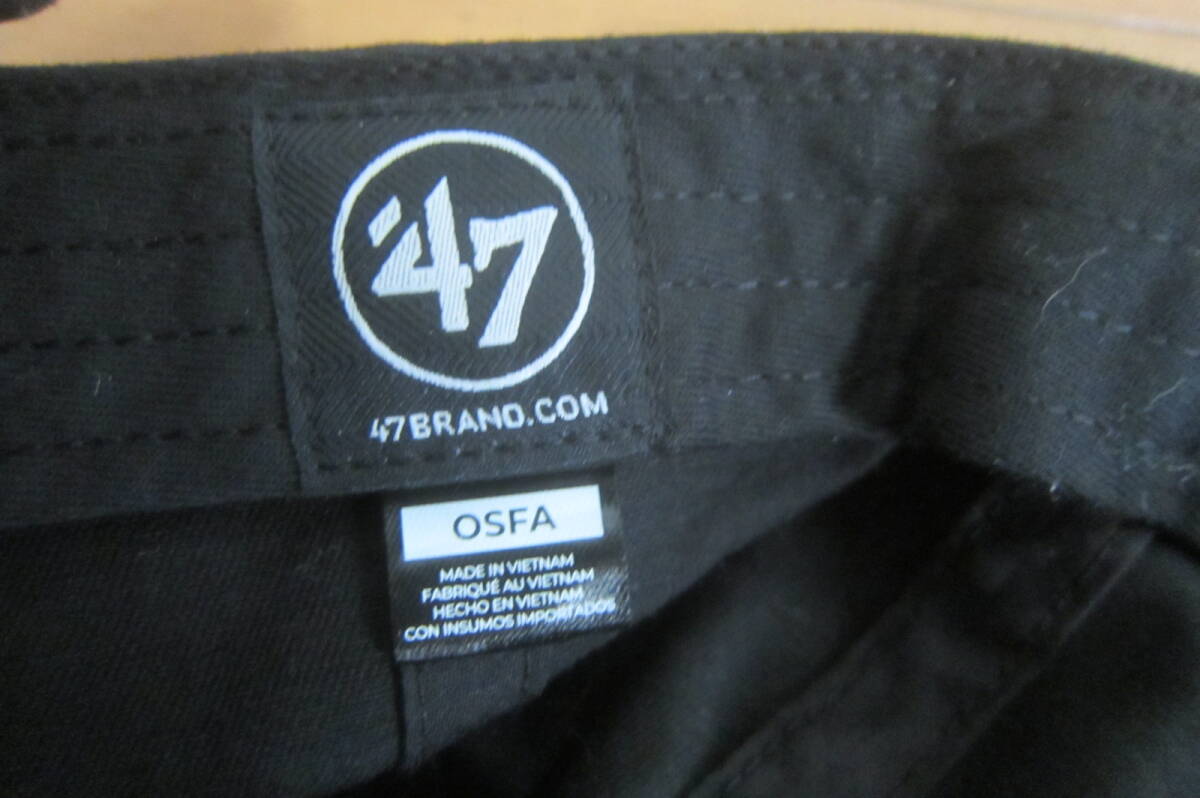 '47
47BRAND.COM
OSFA
MADE IN VIETNAM
FABRIQUÉ AU VIETNAM
HECHO EN VIETNAM
CON INSUMOS IMPORTADOS